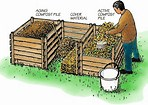 AGING
COMPOST
PILE
COVER
MATERIAL
ACTIVE
COMPOST
PILE